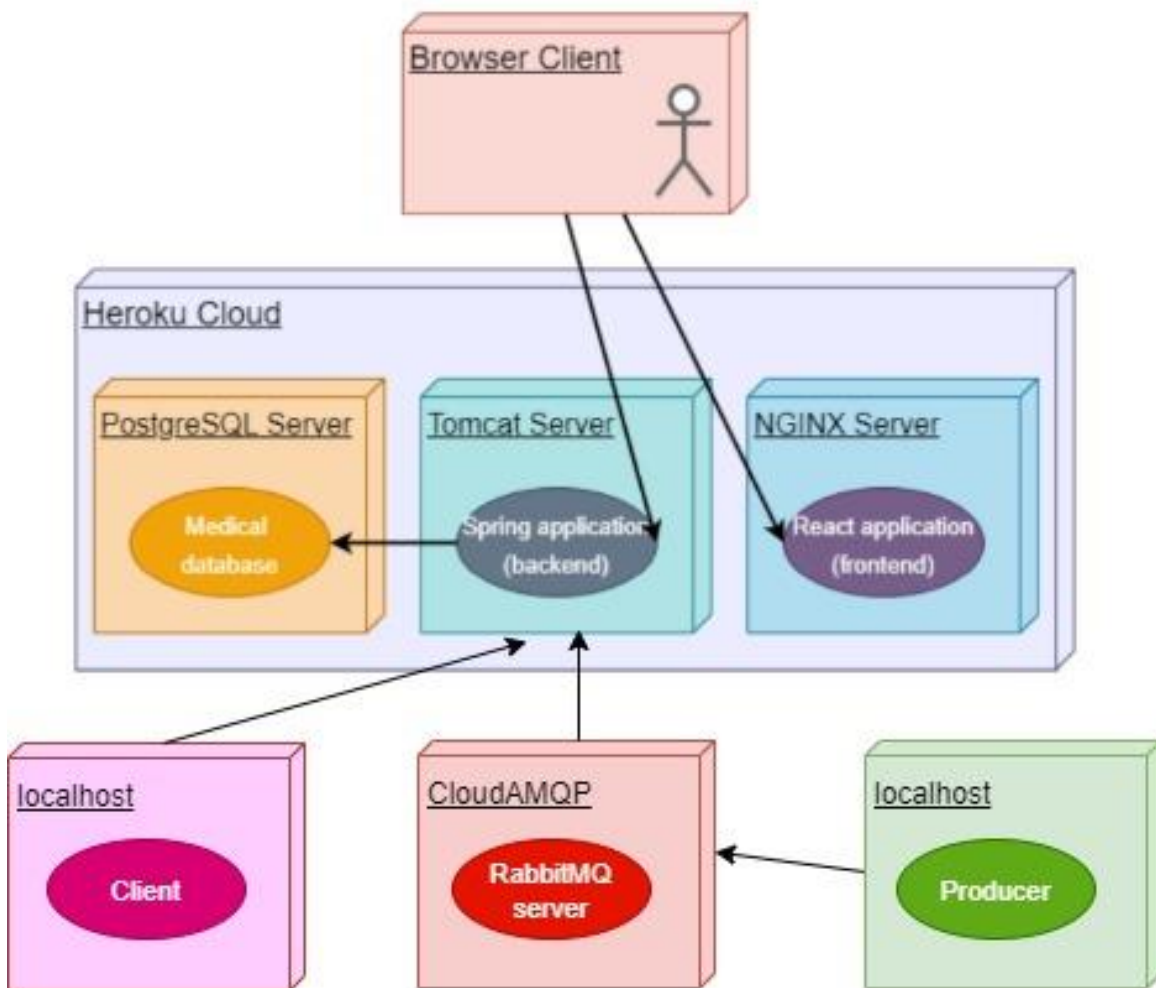 Browser Client
Heroku Cloud
PostgreSQL Server
Tomcat Server
NGINX Server
Medical
database
Spring application
(backend)
React application
(frontend)
localhost
CloudAMQP
localhost
Client
RabbitMQ
server
Producer